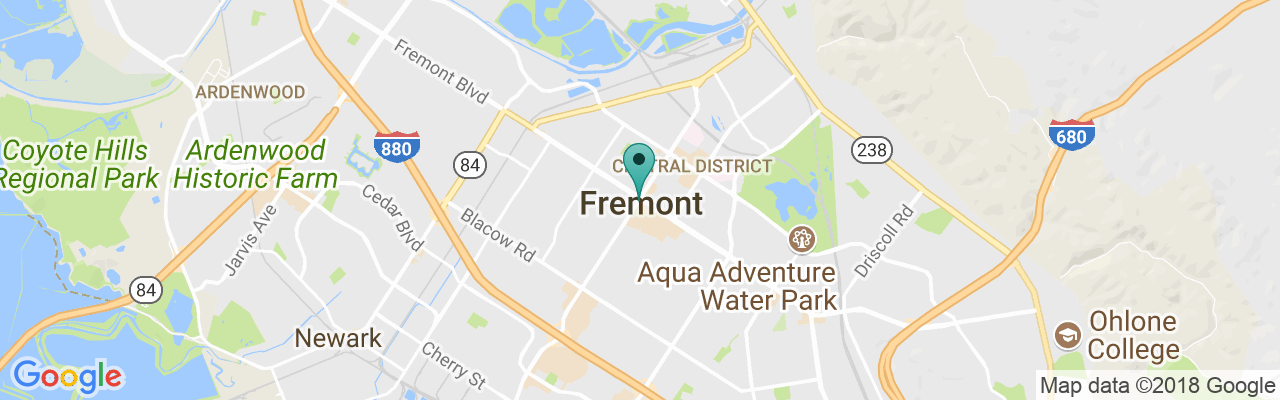 Fremont Blvd
ARDENWOOD
Coyote Hills
Regional Park
Ardenwood
Historic Farm
880
84
238
680
CENTRAL DISTRICT
Fremont
Cedar Blvd
Blacow Rd
Jarvis Ave
Driscoll Rd
Aqua Adventure
Water Park
84
Newark
Cherry St
Ohlone
College
Google
Map data ©2018 Google